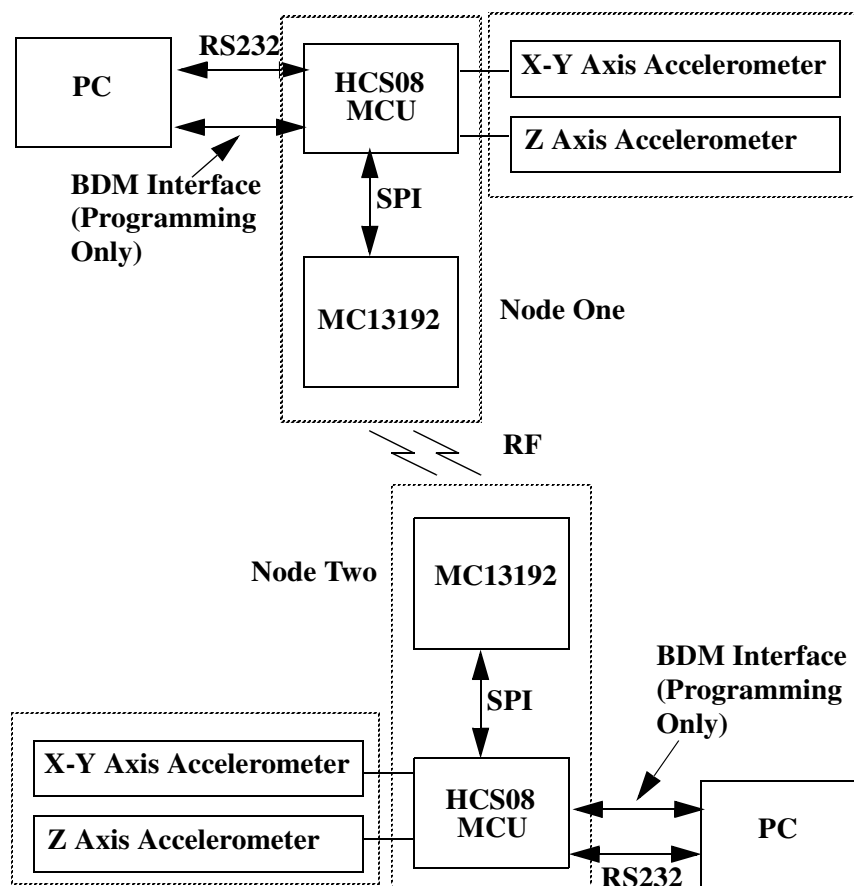 RS232
PC
HCS08
MCU
X-Y Axis Accelerometer
Z Axis Accelerometer
BDM Interface
(Programming
Only)
SPI
MC13192
Node One
RF
Node Two
MC13192
BDM Interface
(Programming
Only)
SPI
X-Y Axis Accelerometer
Z Axis Accelerometer
HCS08
MCU
PC
RS232